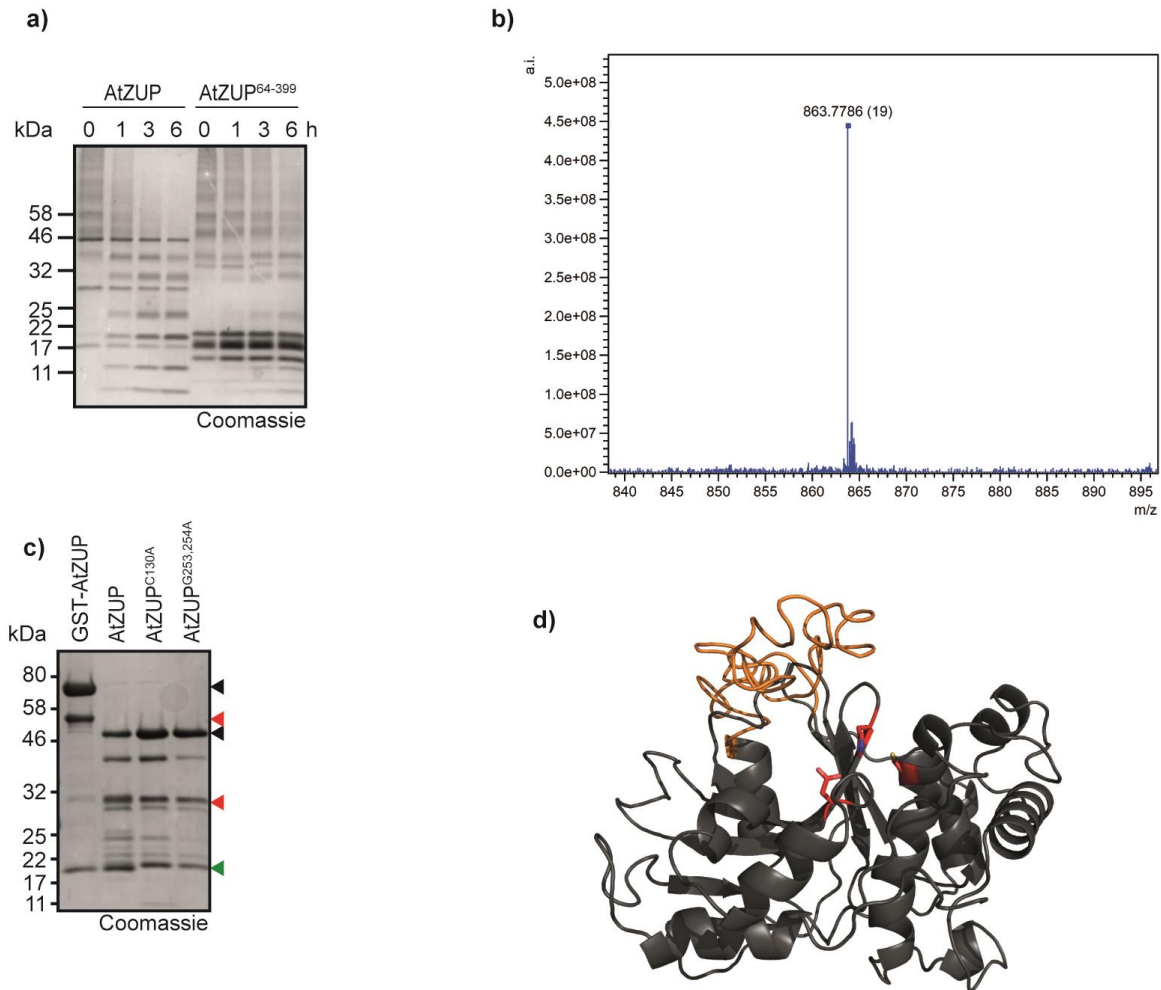 a)
AtZUP AtZUP64-399
kDa 0 1 3 6 0 1 3 6 h
58
46
32
25
22
17
11
Coomassie
b)
a.i.
863.7786 (19)
5.0e+08
4.5e+08
4.0e+08
3.5e+08
3.0e+08
2.5e+08
2.0e+08
1.5e+08
1.0e+08
5.0e+07
0.0e+00
840 845 850 855 860 865 870 875 880 885 890 895
m/z
c)
GST-AtZUP
AtZUP
AtZUPC130A
AtZUPG253,254A
kDa
80
58
46
32
25
22
17
11
Coomassie
d)